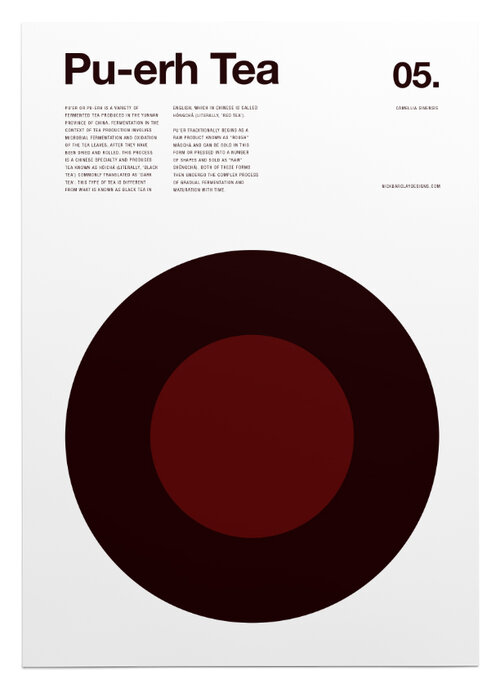 Pu-erh Tea
05.
PU'ER OR PU-ERH IS A VARIETY OF
FERMENTED TEA PRODUCED IN THE YUNNAN
PROVINCE OF CHINA. FERMENTATION IN THE
CONTEXT OF TEA PRODUCTION INVOLVES
MICROBIAL FERMENTATION AND OXIDATION
OF THE TEA LEAVES, AFTER THEY HAVE
BEEN DRIED AND ROLLED. THIS PROCESS
IS A CHINESE SPECIALTY AND PRODUCES
TEA KNOWN AS HĒICHÁ (LITERALLY, 'BLACK
TEA') COMMONLY TRANSLATED AS 'DARK
TEA'. THIS TYPE OF TEA IS DIFFERENT
FROM WHAT IS KNOWN AS BLACK TEA IN
ENGLISH, WHICH IN CHINESE IS CALLED
HÓNGCHÁ (LITERALLY, 'RED TEA').
PU'ER TRADITIONALLY BEGINS AS A
RAW PRODUCT KNOWN AS "ROUGH"
MÁOCHÁ AND CAN BE SOLD IN THIS
FORM OR PRESSED INTO A NUMBER
OF SHAPES AND SOLD AS "RAW"
SHĒNGCHÁ). BOTH OF THESE FORMS
THEN UNDERGO THE COMPLEX PROCESS
OF GRADUAL FERMENTATION AND
MATURATION WITH TIME.
CAMELLIA SINENSIS
NICKBARCLAYDESIGNS.COM